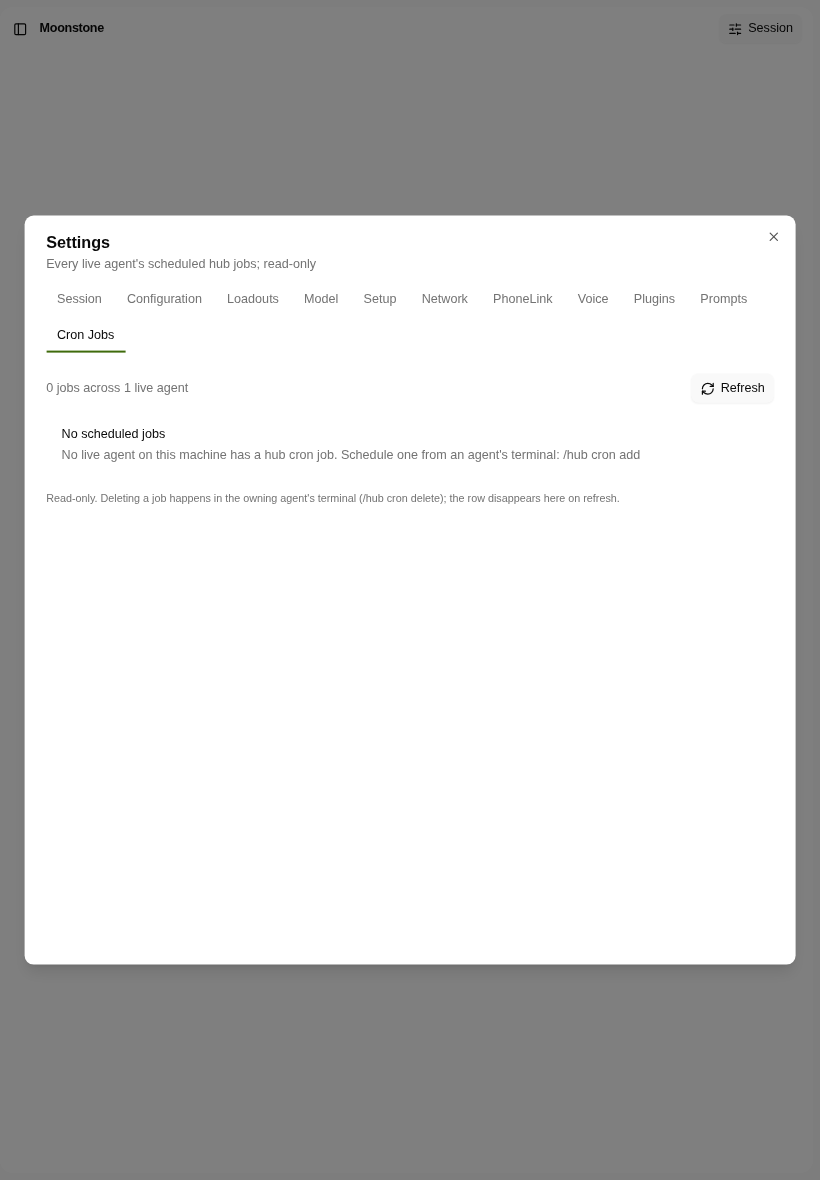 Moonstone
Session
Settings
Every live agent's scheduled hub jobs; read-only
Session Configuration Loadouts Model Setup Network PhoneLink Voice Plugins Prompts
Cron Jobs
0 jobs across 1 live agent
Refresh
No scheduled jobs
No live agent on this machine has a hub cron job. Schedule one from an agent's terminal: /hub cron add
Read-only. Deleting a job happens in the owning agent's terminal (/hub cron delete); the row disappears here on refresh.